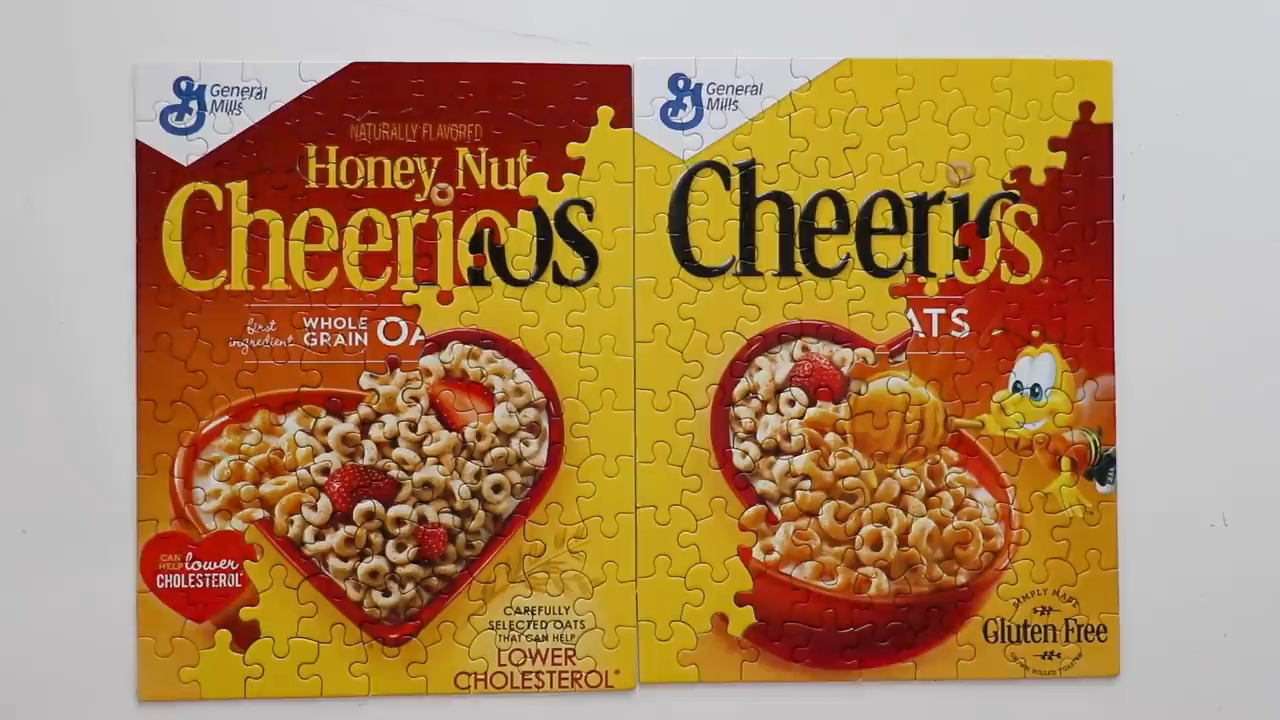 General
Mills
NATURALLY FLAVORED
Honey Nut
Cheerios
first
ingredient
WHOLE
GRAIN
OA
CAN
HELP lower
CHOLESTEROL
CAREFULLY
SELECTED OATS
THAT CAN HELP
LOWER
CHOLESTEROL*
General
Mills
Cheerios
ATS
SIMPLY MADE
Gluten Free